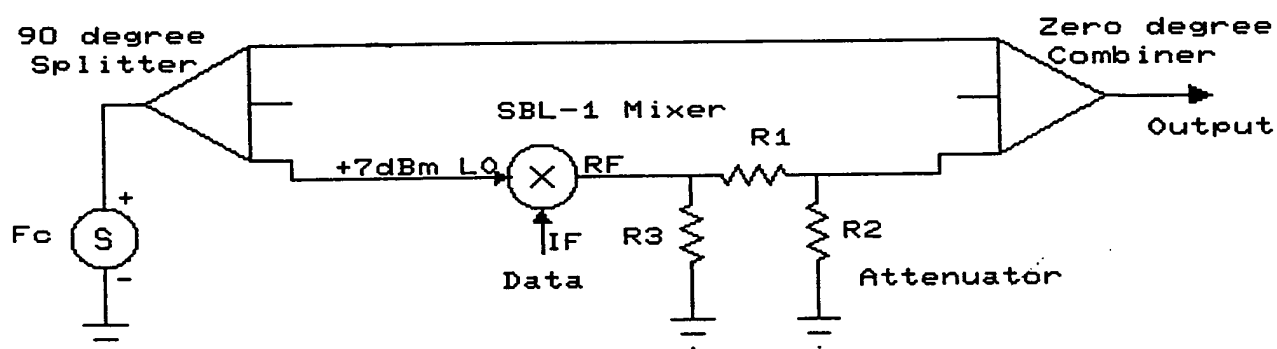 90 degree
Splitter
Zero degree
Combiner
SBL-1 Mixer
Output
R1
+7dBm LO
RF
X
Fc
+
S
-
R3
R2
IF
Data
Attenuator